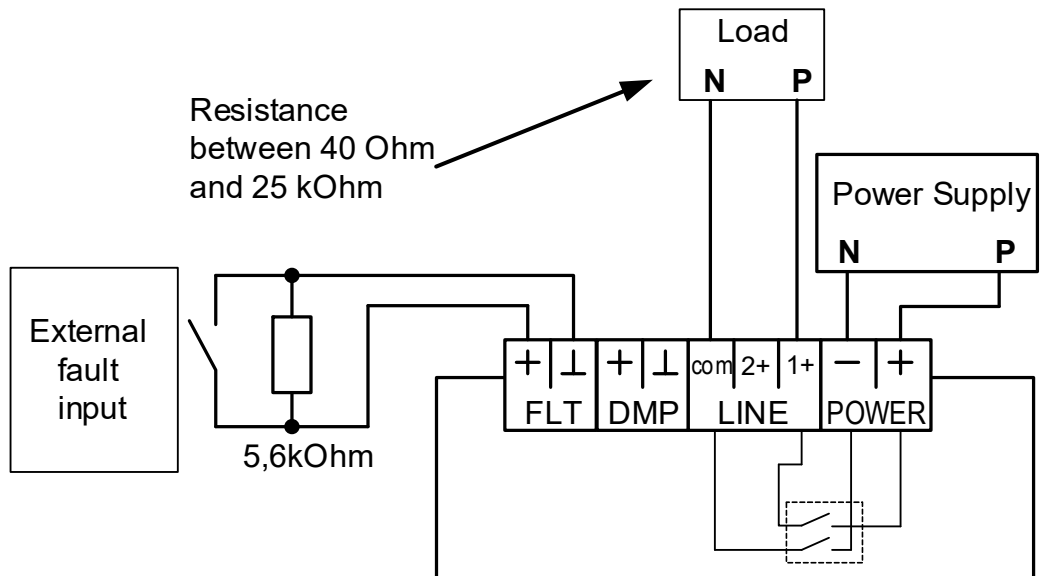 Load
N P
Resistance
between 40 Ohm
and 25 kOhm
Power Supply
N P
External
fault
input
5,6kOhm
+ ⊥ + ⊥ com 2+ 1+ − +
FLT DMP LINE POWER